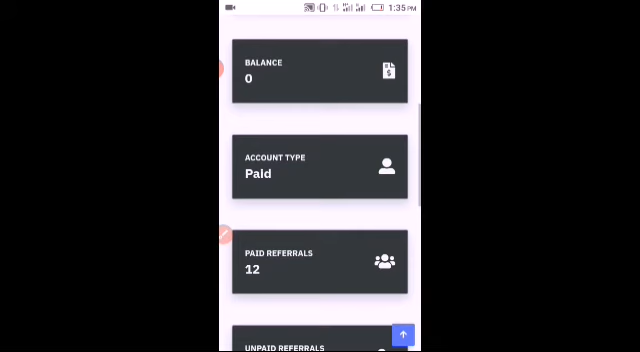 1:35 PM
BALANCE
0
$
ACCOUNT TYPE
Paid
PAID REFERRALS
12
UNPAID REFERRALS